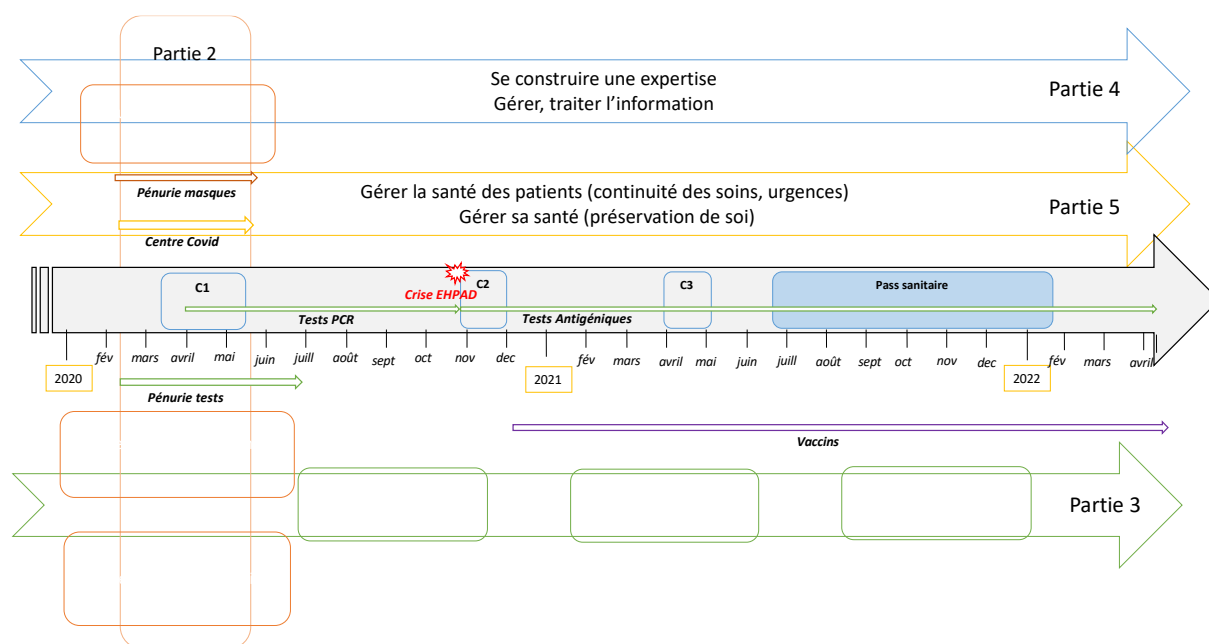 Partie 2
Se construire une expertise
Gérer, traiter l’information
Partie 4
Pénurie masques
Gérer la santé des patients (continuité des soins, urgences)
Gérer sa santé (préservation de soi)
Partie 5
Centre Covid
C1
Crise EHPAD
C2
C3
Pass sanitaire
Tests PCR
Tests Antigéniques
fév mars avril mai juin juill août sept oct nov dec fév mars avril mai juin juill août sept oct nov dec fév mars avril
2020
2021
2022
Pénurie tests
Vaccins
Partie 3